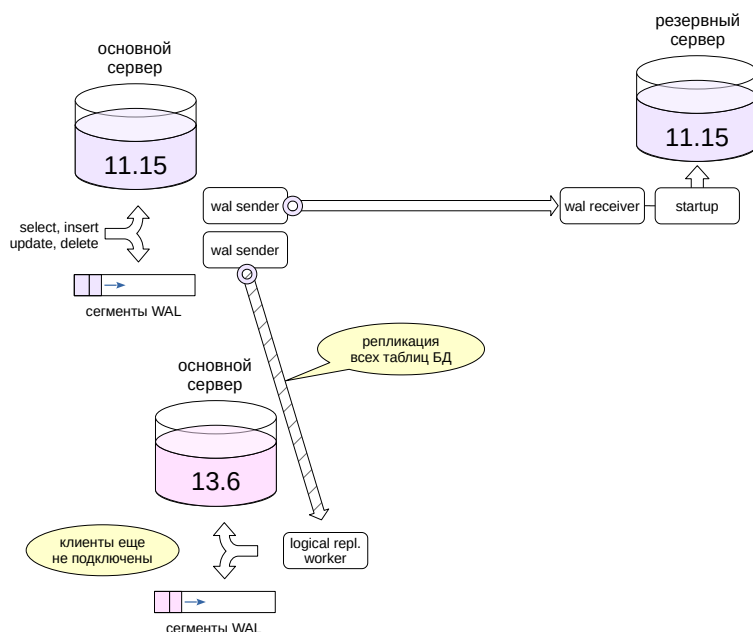 основной
сервер
11.15
резервный
сервер
11.15
wal sender
wal receiver
startup
select, insert
update, delete
wal sender
сегменты WAL
репликация
всех таблиц БД
основной
сервер
13.6
клиенты еще
не подключены
logical repl.
worker
сегменты WAL